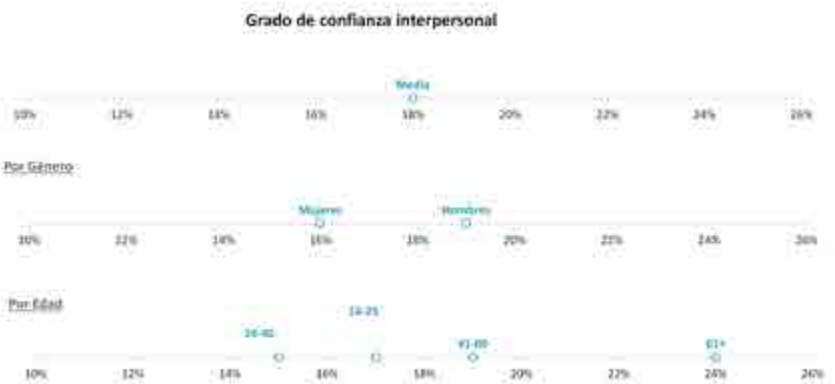 Grado de confianza interpersonal
Media
10% 12% 14% 16% 18% 20% 22% 24% 26%
Por Género
Mujeres Hombres
10% 12% 14% 16% 18% 20% 22% 24% 26%
Por Edad
26-40 61+
41-60
10% 12% 14% 16% 18% 20% 22% 24% 26%